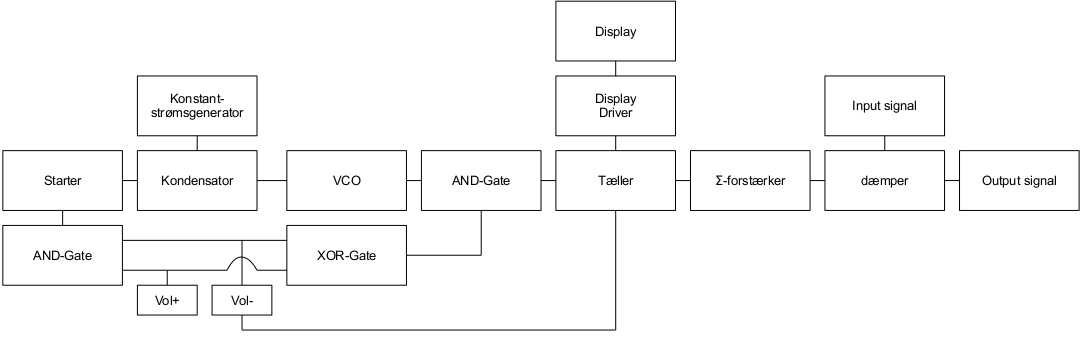 Display
Konstant-
strømsgenerator
Display
Driver
Input signal
Starter
Kondensator
VCO
AND-Gate
Tæller
Σ-forstærker
dæmper
Output signal
AND-Gate
XOR-Gate
Vol+
Vol-